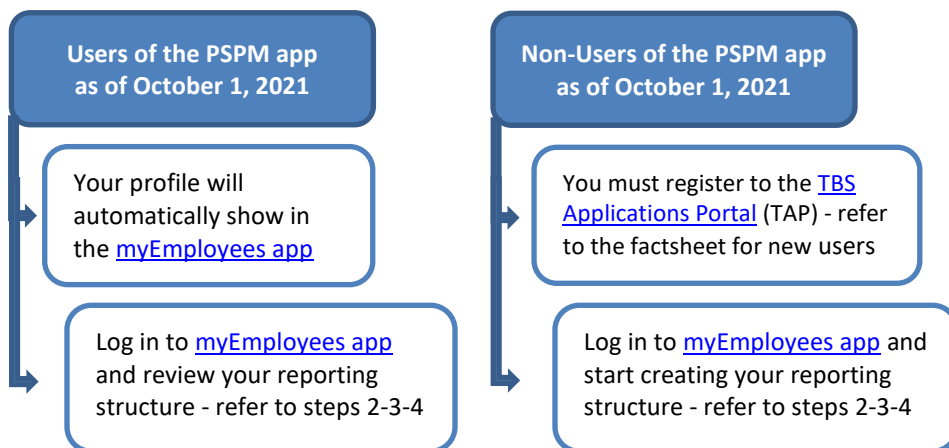 Users of the PSPM app
as of October 1, 2021
Your profile will
automatically show in
the myEmployees app
Log in to myEmployees app
and review your reporting
structure - refer to steps 2-3-4
Non-Users of the PSPM app
as of October 1, 2021
You must register to the TBS
Applications Portal (TAP) - refer
to the factsheet for new users
Log in to myEmployees app and
start creating your reporting
structure - refer to steps 2-3-4